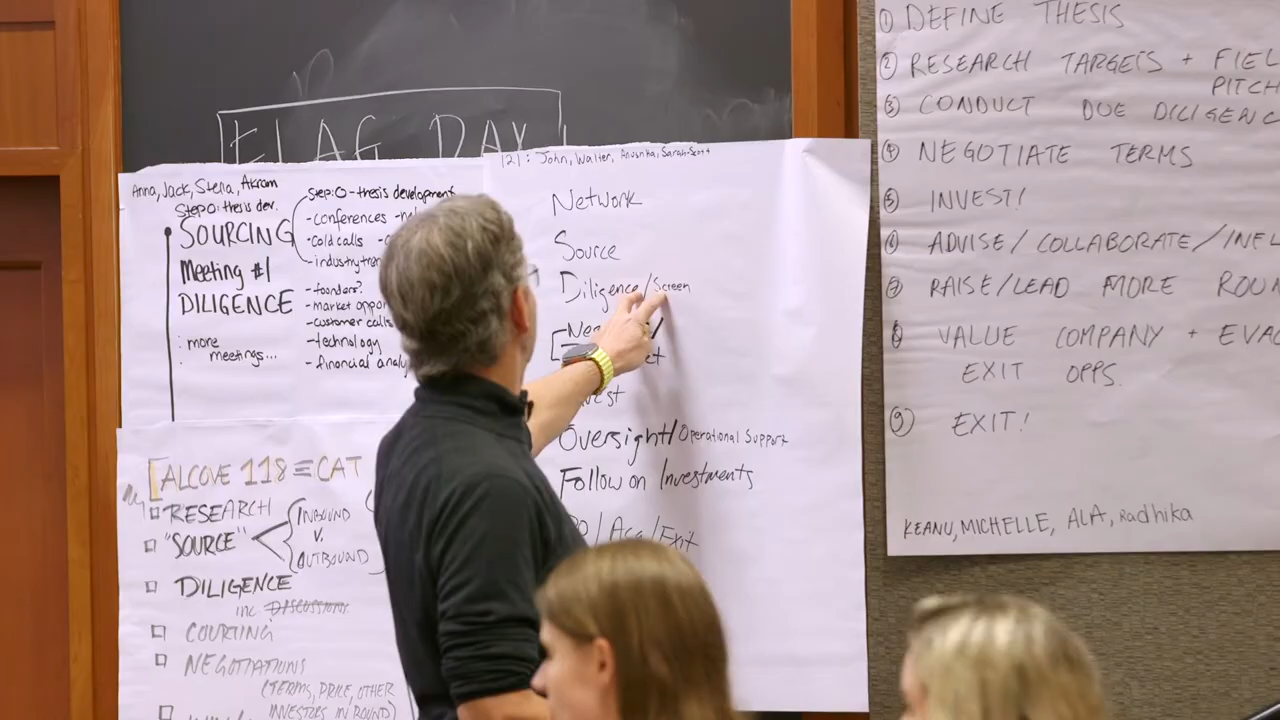 FLAG DAY
Anna, Jack, Stella, Akram
Step 0: thesis dev.
SOURCING
Meeting #1
DILIGENCE
: more
meetings...
Step: 0 - thesis development
- conferences
- Cold calls
- industry
- founders?
- market
- customer calls
- technology
- financial
121: John, Walter, Anushka, Sarah-Scott
Network
Source
Diligence/Screen
Oversight/Operational Support
Follow on Investments
/Acq/Exit
[ALCOVE 118 ≡ CAT
RESEARCH
"SOURCE"
INBOUND
V.
OUTBOUND
DILIGENCE
inc. DISCUSSIONS
COURTING
NEGOTIATIONS
(TERMS, PRICE, OTHER
INVESTORS IN ROUND)
① DEFINE THESIS
② RESEARCH TARGETS +
PITCH
③ CONDUCT DUE DILIGENC
④ NEGOTIATE TERMS
⑤ INVEST!
⑥ ADVISE/COLLABORATE/INFL
⑦ RAISE/LEAD MORE ROUN
⑧ VALUE COMPANY + EVA
EXIT OPPS.
⑨ EXIT!
KEANU, MICHELLE, ALA, Radhika